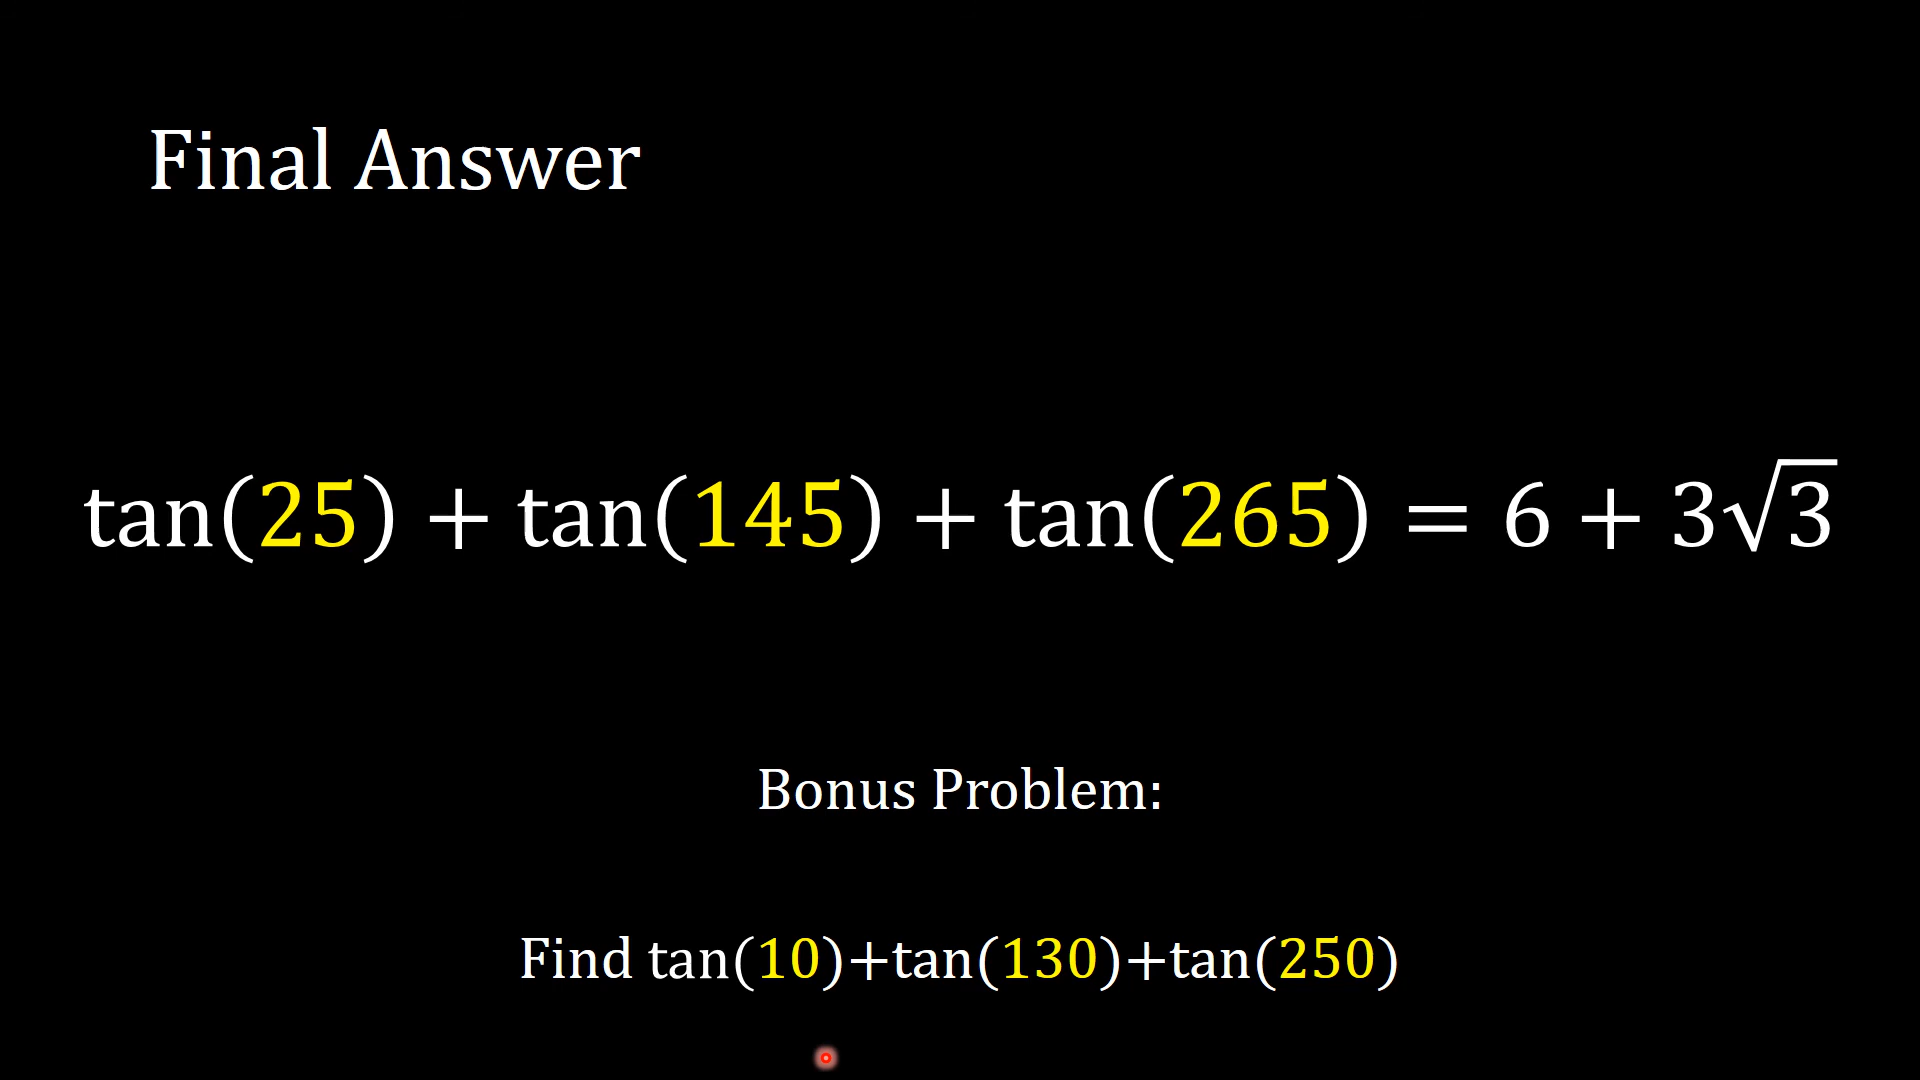 Final Answer
tan(25) + tan(145) + tan(265) = 6 + 3√3
Bonus Problem:
Find tan(10)+tan(130)+tan(250)